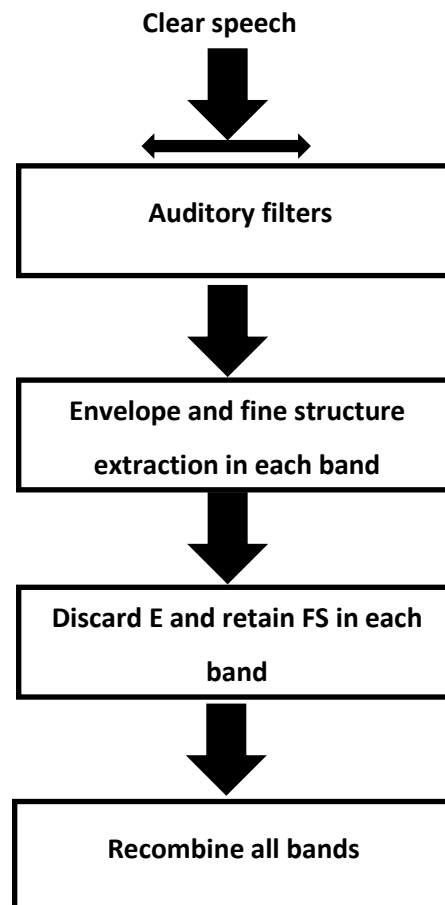 Clear speech
Auditory filters
Envelope and fine structure
extraction in each band
Discard E and retain FS in each
band
Recombine all bands